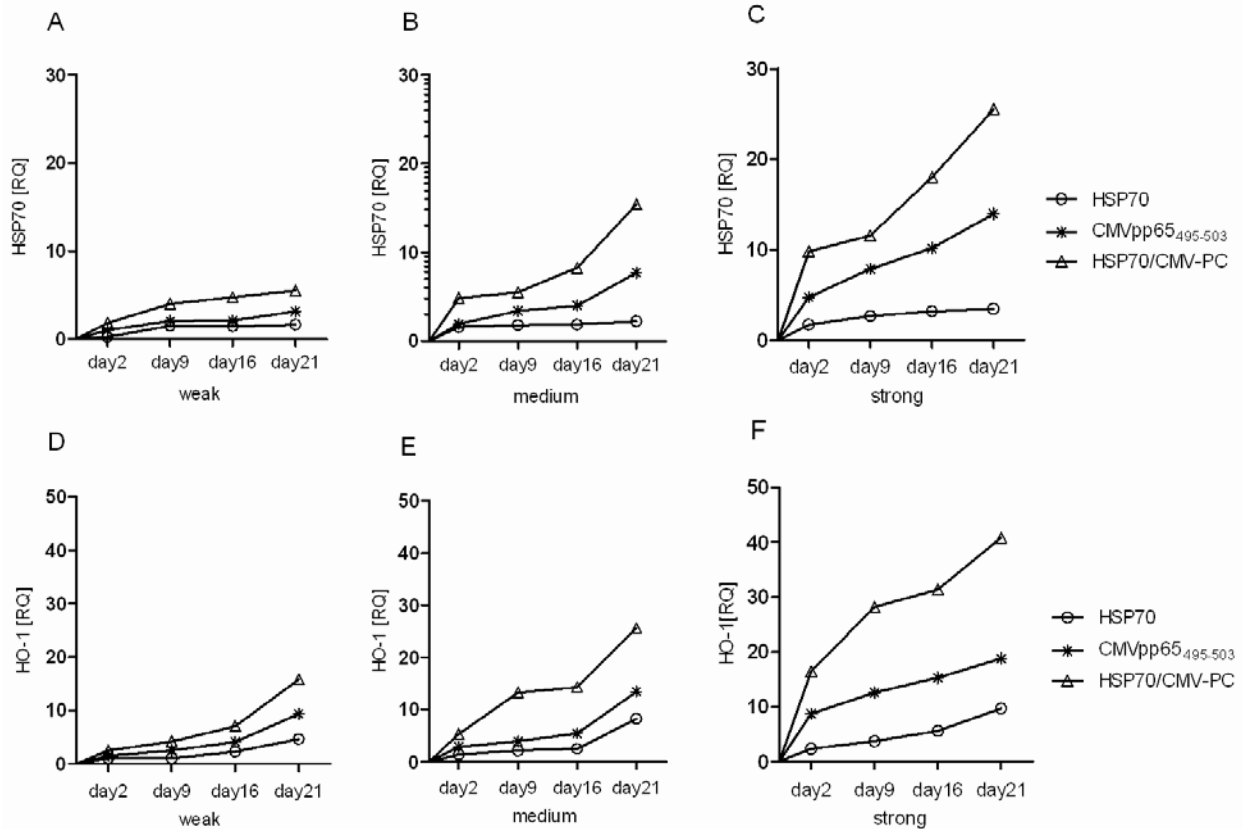 A
HSP70 [RQ]
30
20
10
0
day2 day9 day16 day21
weak
B
HSP70 [RQ]
30
20
10
0
day2 day9 day16 day21
medium
C
HSP70 [RQ]
30
20
10
0
day2 day9 day16 day21
strong
HSP70
CMVpp65495-503
HSP70/CMV-PC
D
HO-1 [RQ]
50
40
30
20
10
0
day2 day9 day16 day21
weak
E
HO-1 [RQ]
50
40
30
20
10
0
day2 day9 day16 day21
medium
F
HO-1[RQ]
50
40
30
20
10
0
day2 day9 day16 day21
strong
HSP70
CMVpp65495-503
HSP70/CMV-PC